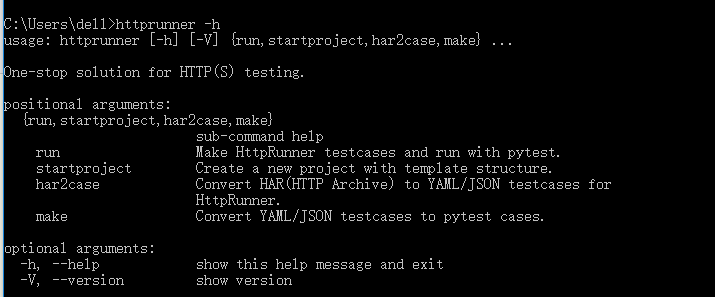 C:\Users\dell>httprunner -h
usage: httprunner [-h] [-V] {run,startproject,har2case,make} ...
One-stop solution for HTTP(S) testing.
positional arguments:
{run,startproject,har2case,make}
sub-command help
run Make HttpRunner testcases and run with pytest.
startproject Create a new project with template structure.
har2case Convert HAR(HTTP Archive) to YAML/JSON testcases for
HttpRunner.
make Convert YAML/JSON testcases to pytest cases.
optional arguments:
-h, --help show this help message and exit
-V, --version show version